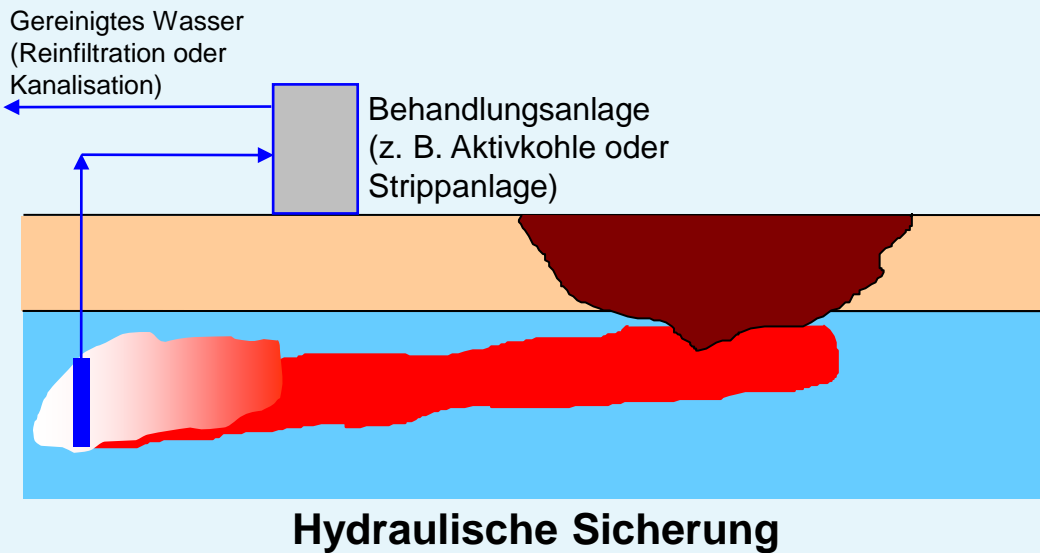 Gereinigtes Wasser
(Reinfiltration oder
Kanalisation)
Behandlungsanlage
(z. B. Aktivkohle oder
Strippanlage)
Hydraulische Sicherung